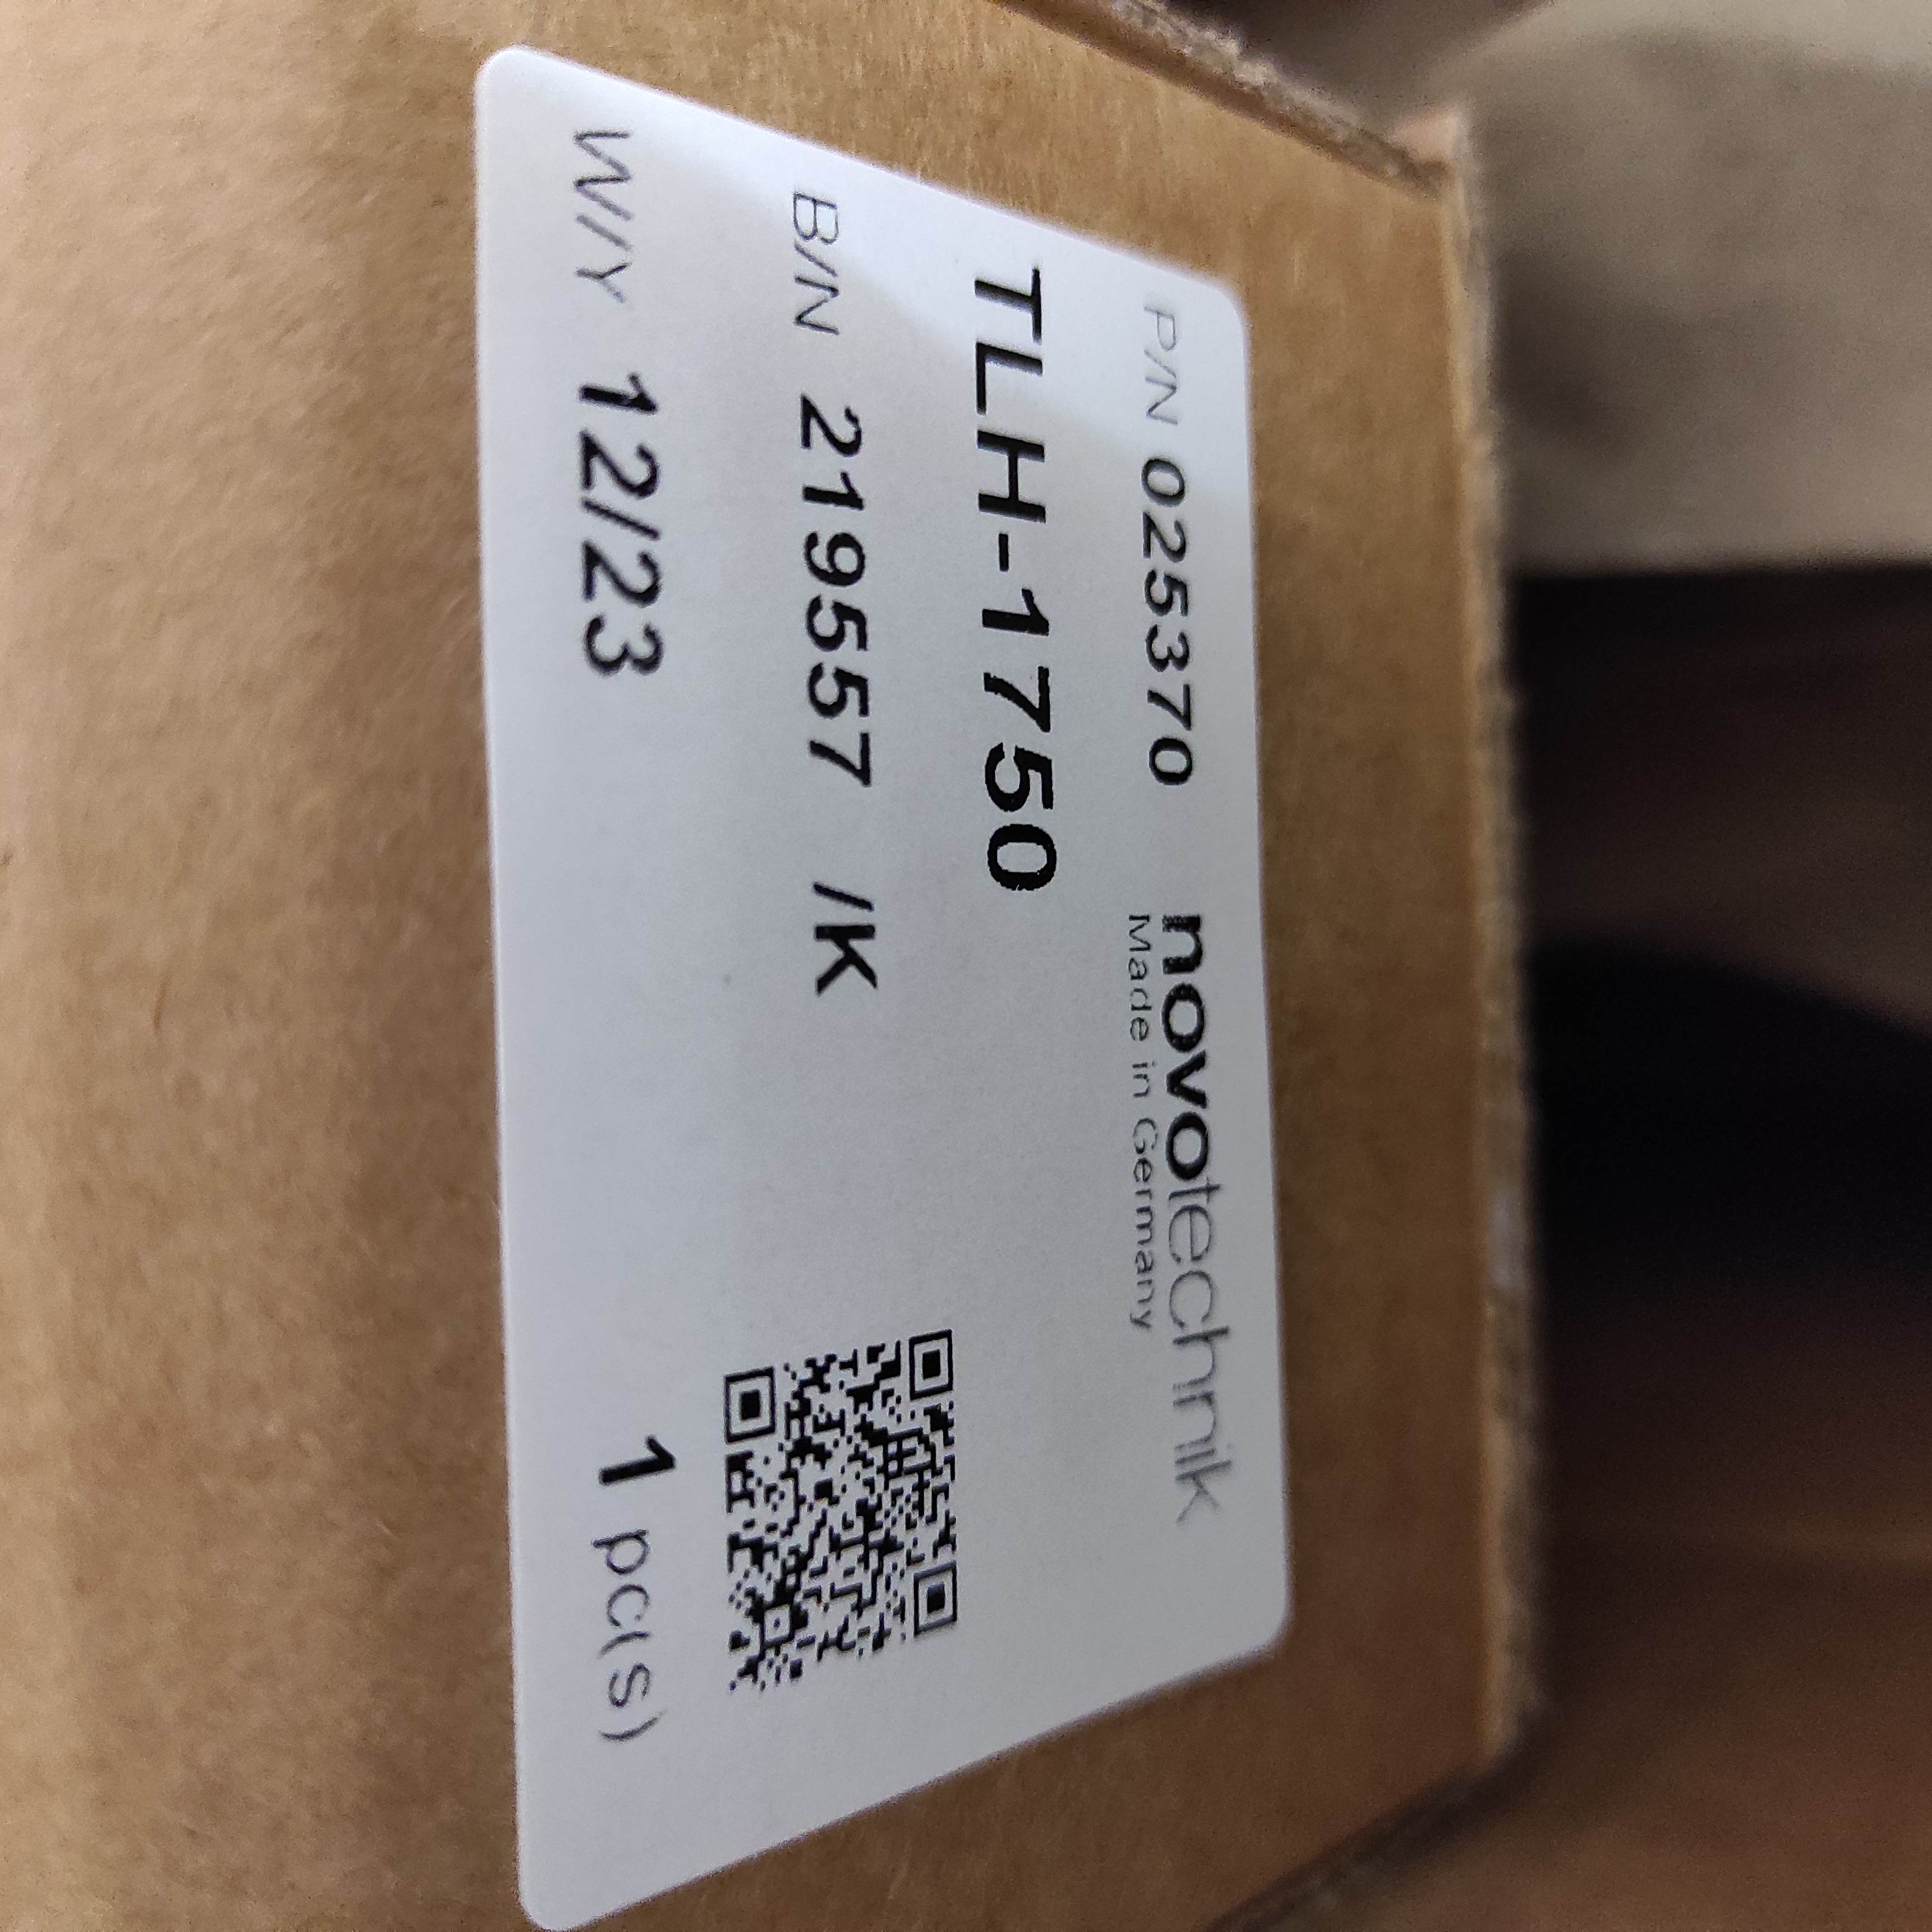 P/N 025370 novotechnik
Made in Germany
TLH-1750
B/N 219557 /K
W/Y 12/23 1 pc(s)